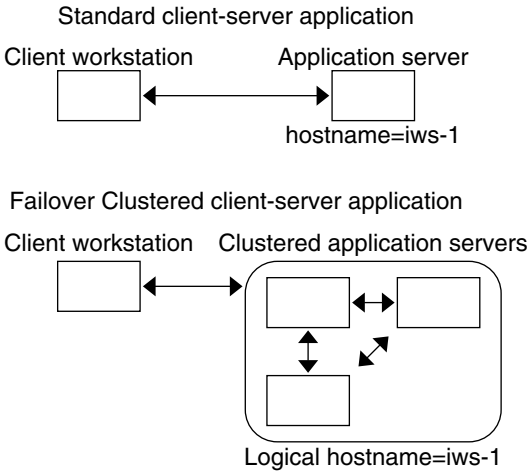 Standard client-server application
Client workstation Application server
hostname=iws-1
Failover Clustered client-server application
Client workstation Clustered application servers
Logical hostname=iws-1